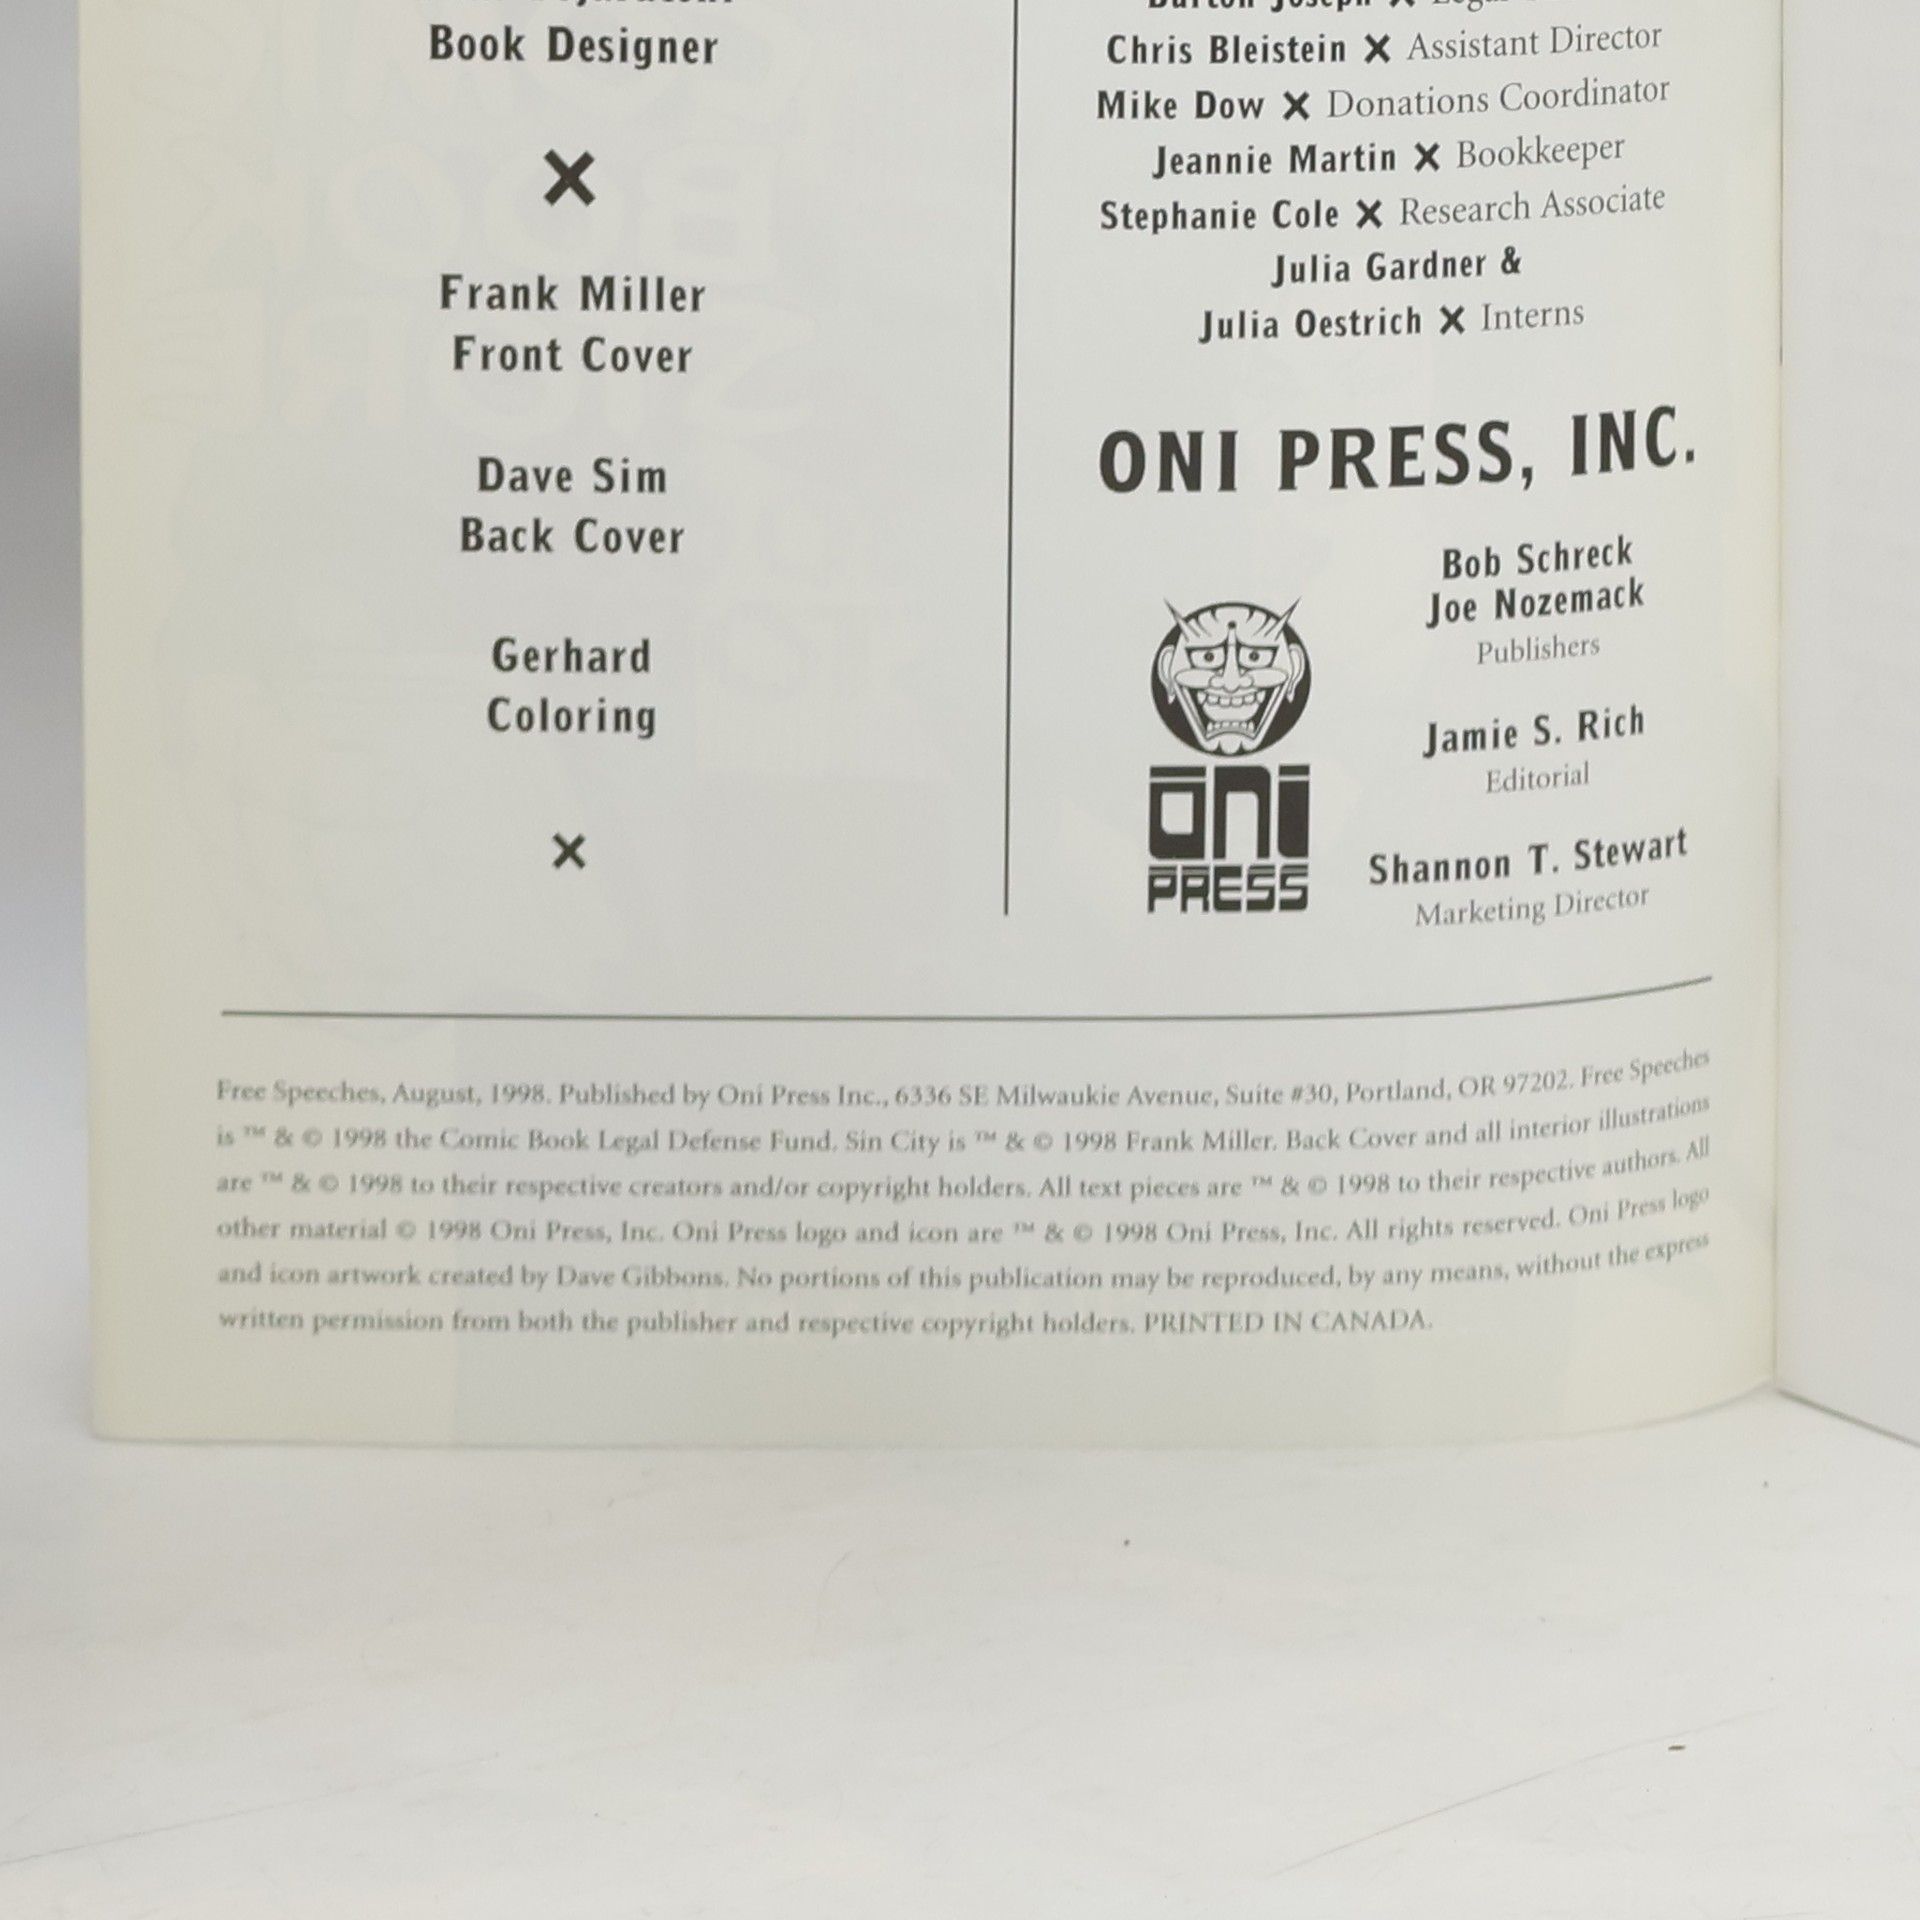 Book Designer
✕
Frank Miller
Front Cover
Dave Sim
Back Cover
Gerhard
Coloring
✕
Burton Joseph ✕ Legal
Chris Bleistein ✕ Assistant Director
Mike Dow ✕ Donations Coordinator
Jeannie Martin ✕ Bookkeeper
Stephanie Cole ✕ Research Associate
Julia Gardner &
Julia Oestrich ✕ Interns
ONI PRESS, INC.
Bob Schreck
Joe Nozemack
Publishers
Jamie S. Rich
Editorial
Shannon T. Stewart
Marketing Director
ONI
PRESS
Free Speeches, August, 1998. Published by Oni Press Inc., 6336 SE Milwaukie Avenue, Suite #30, Portland, OR 97202. Free Speeches
is ™ & © 1998 the Comic Book Legal Defense Fund. Sin City is ™ & © 1998 Frank Miller. Back Cover and all interior illustrations
are ™ & © 1998 to their respective creators and/or copyright holders. All text pieces are ™ & © 1998 to their respective authors. All
other material © 1998 Oni Press, Inc. Oni Press logo and icon are ™ & © 1998 Oni Press, Inc. All rights reserved. Oni Press logo
and icon artwork created by Dave Gibbons. No portions of this publication may be reproduced, by any means, without the express
written permission from both the publisher and respective copyright holders. PRINTED IN CANADA.